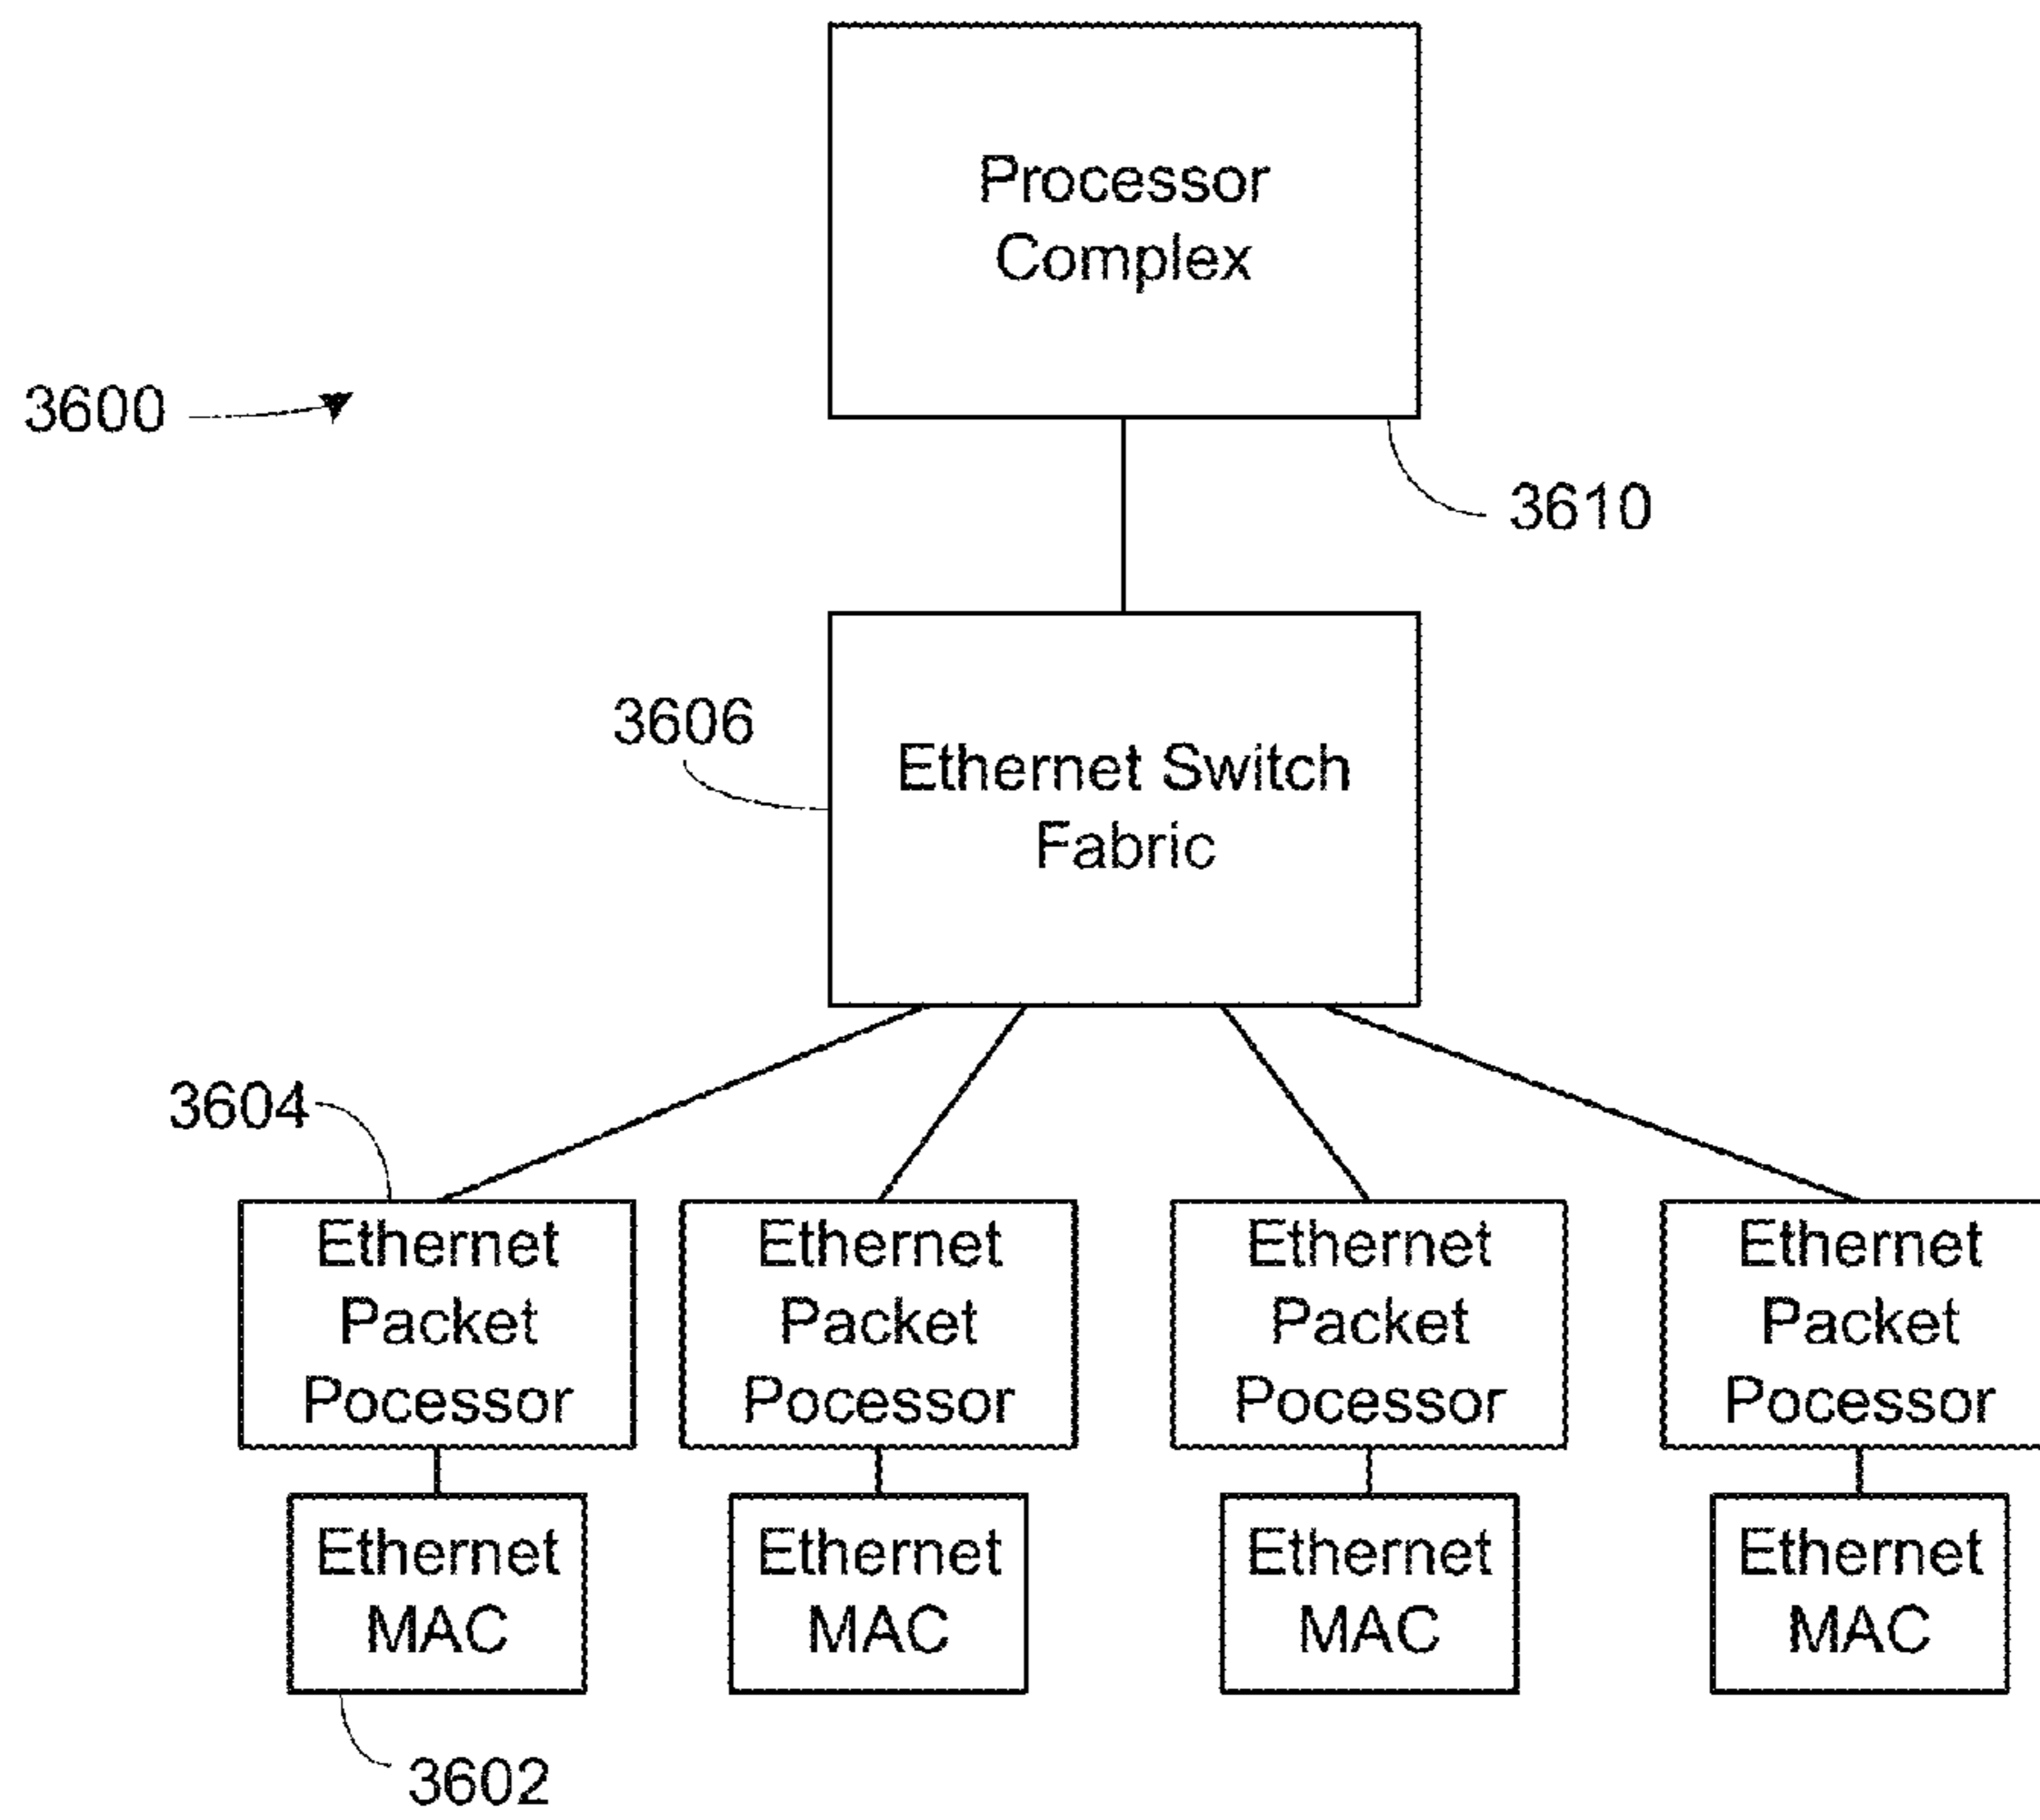 Processor
Complex
3600
3610
3606
Ethernet Switch
Fabric
3604
Ethernet
Packet
Pocessor
Ethernet
Packet
Pocessor
Ethernet
Packet
Pocessor
Ethernet
Packet
Pocessor
Ethernet
MAC
Ethernet
MAC
Ethernet
MAC
Ethernet
MAC
3602